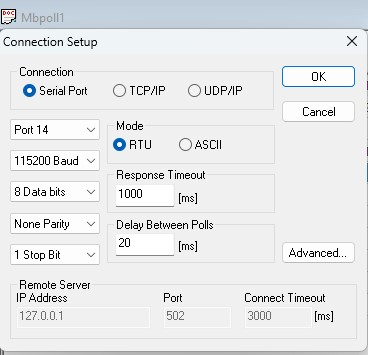 Mbpoll1
Connection Setup
Connection
Serial Port TCP/IP UDP/IP
OK
Cancel
Port 14
115200 Baud
8 Data bits
None Parity
1 Stop Bit
Mode
RTU ASCII
Response Timeout
1000 [ms]
Delay Between Polls
20 [ms]
Advanced...
Remote Server
IP Address Port Connect Timeout
127.0.0.1 502 3000 [ms]